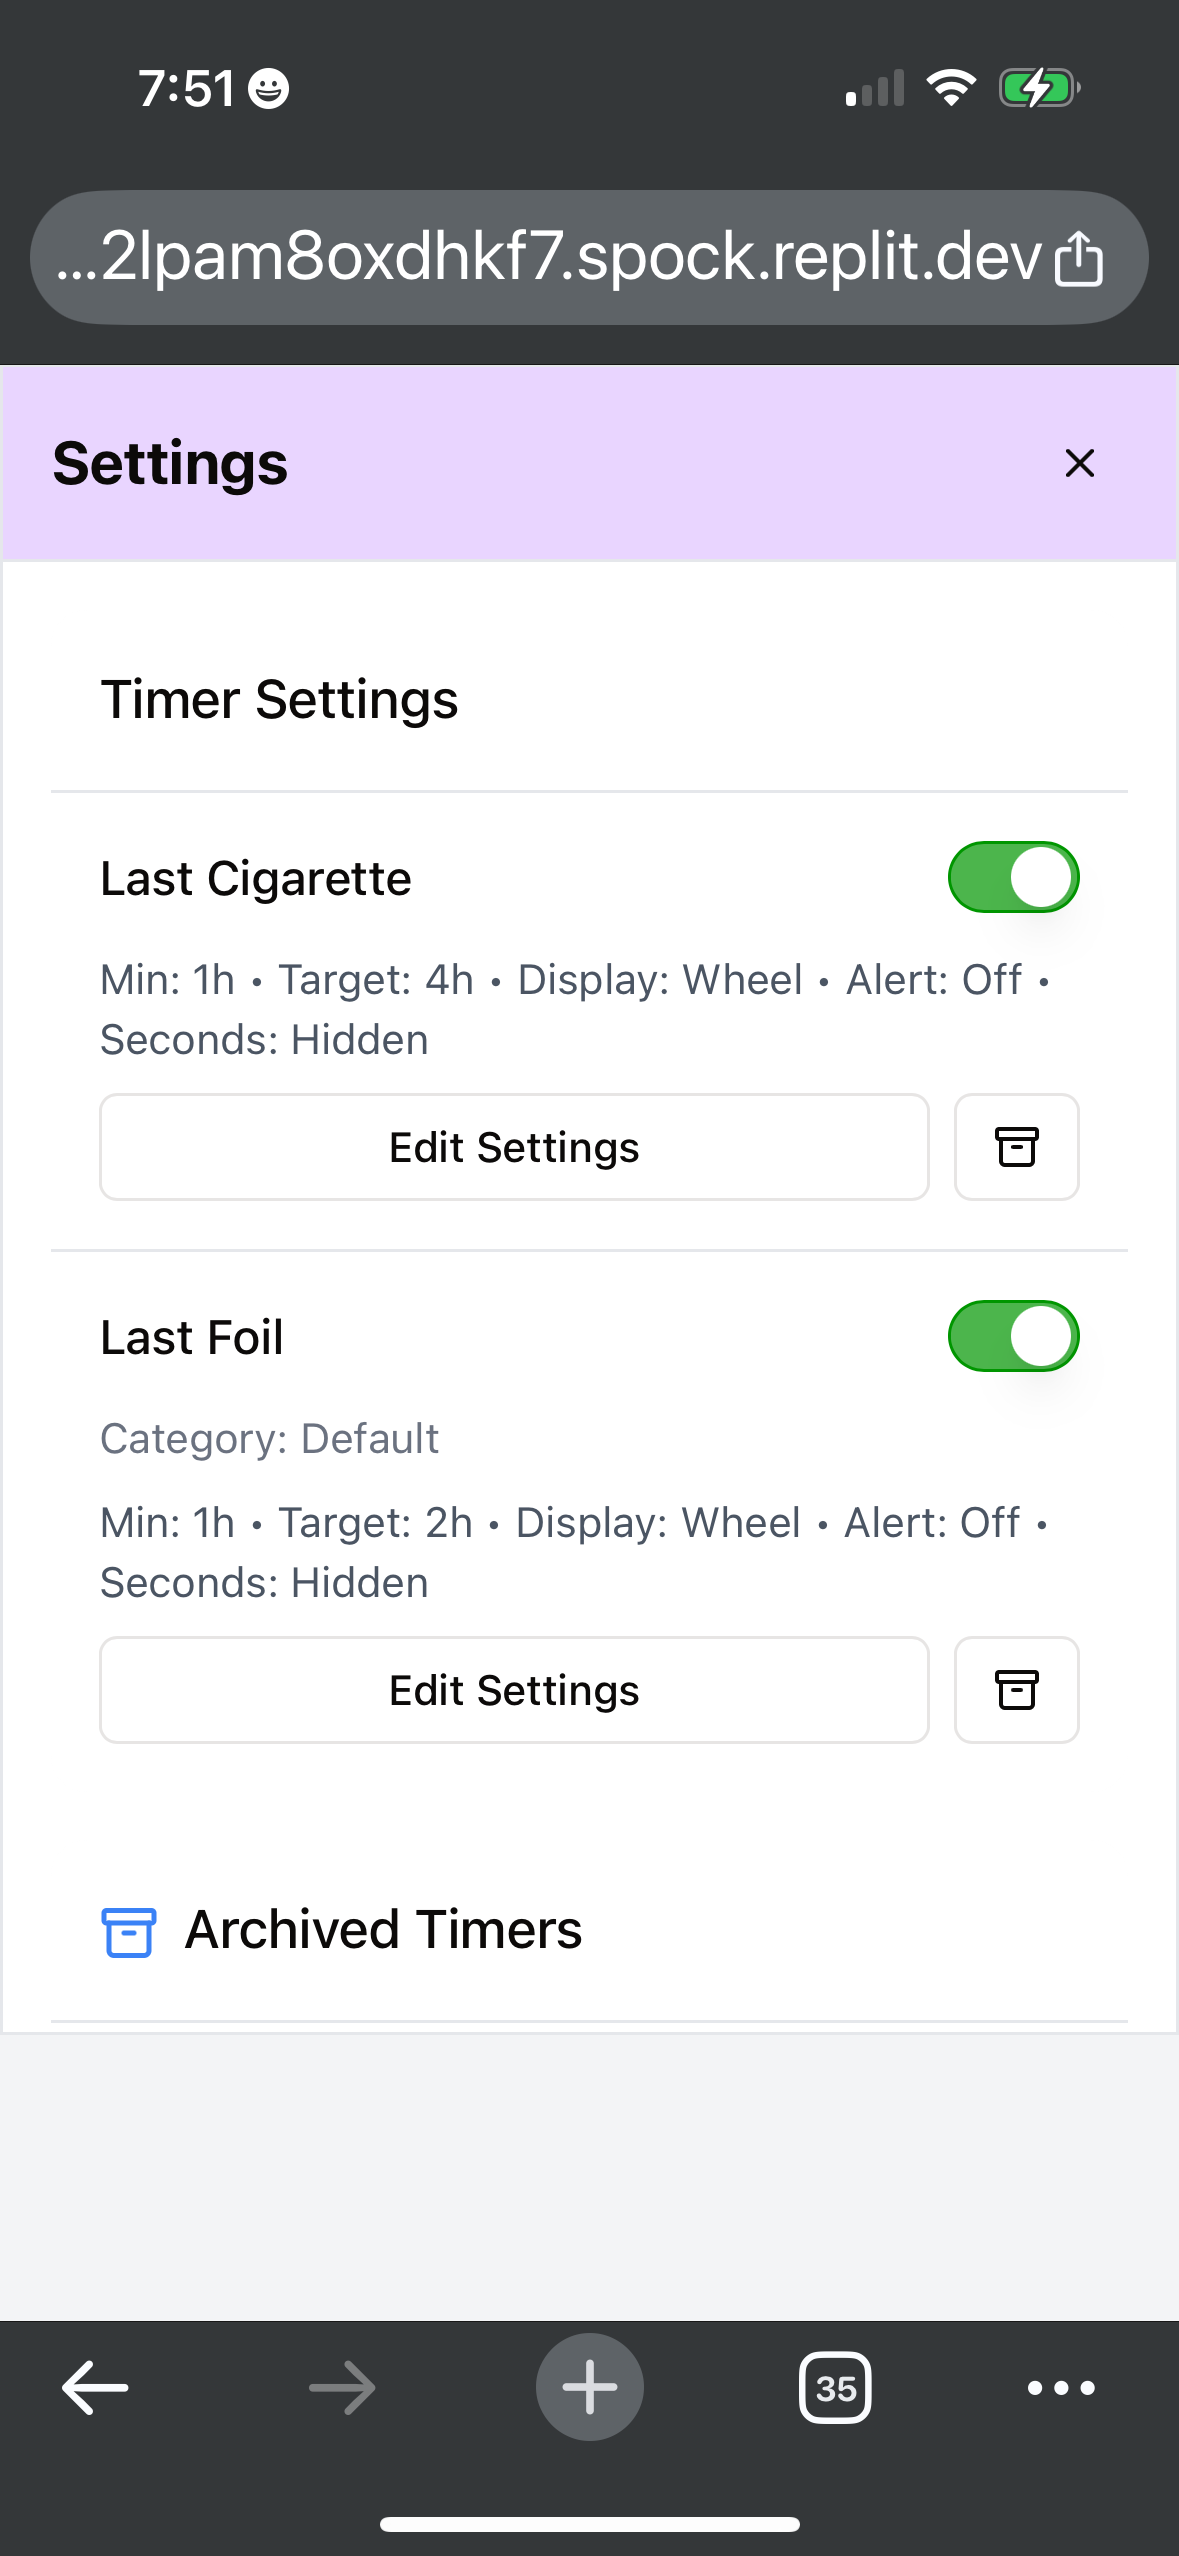 7:51
...2lpam8oxdhkf7.spock.replit.dev
Settings
Timer Settings
Last Cigarette
Min: 1h • Target: 4h • Display: Wheel • Alert: Off •
Seconds: Hidden
Edit Settings
Last Foil
Category: Default
Min: 1h • Target: 2h • Display: Wheel • Alert: Off •
Seconds: Hidden
Edit Settings
Archived Timers
35